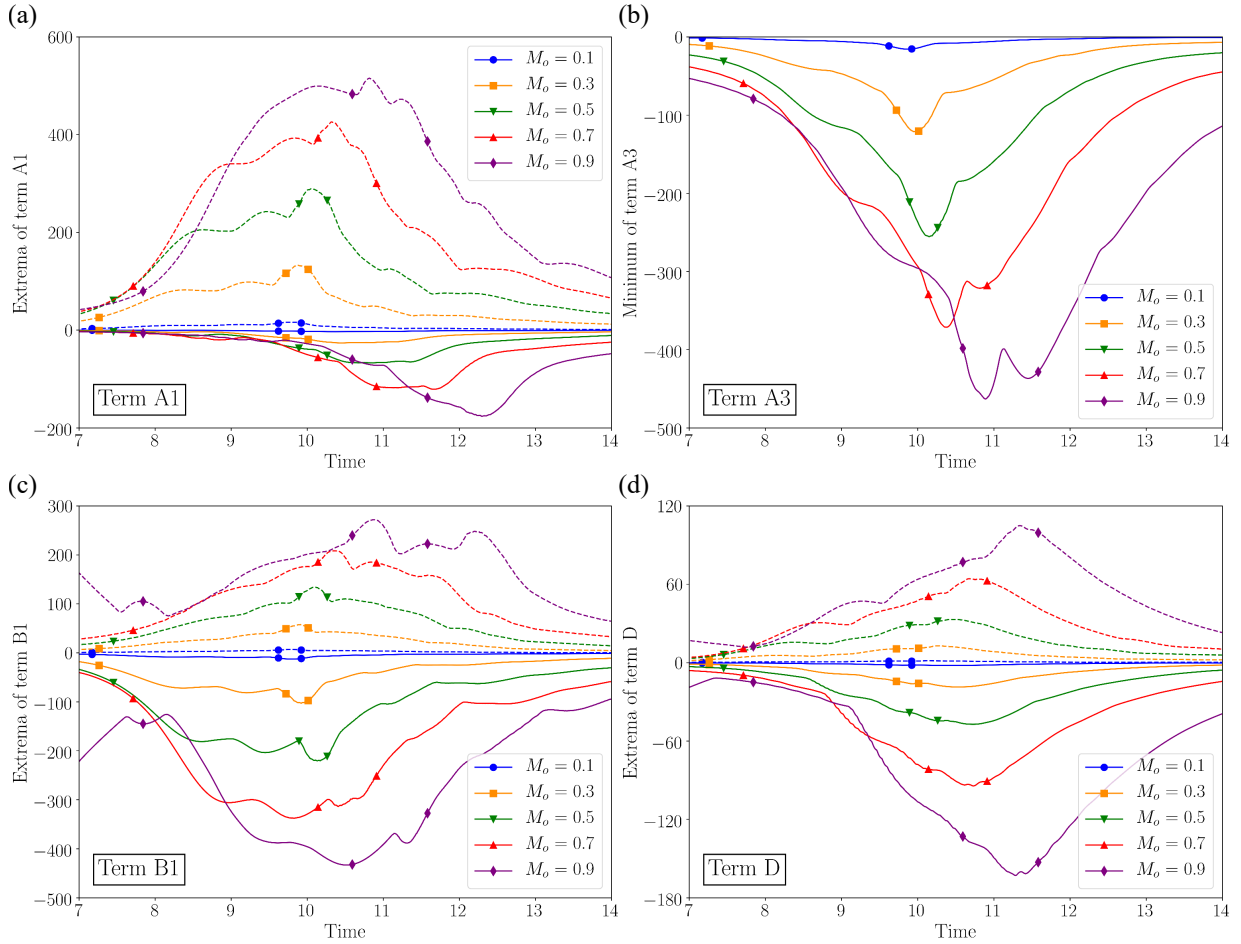 (a)
(b)
600
400
200
0
−200
Extrema of term A1
7 8 9 10 11 12 13 14
Time
M_o = 0.1
M_o = 0.3
M_o = 0.5
M_o = 0.7
M_o = 0.9
Term A1
0
−100
−200
−300
−400
−500
Minimum of term A3
7 8 9 10 11 12 13 14
Time
M_o = 0.1
M_o = 0.3
M_o = 0.5
M_o = 0.7
M_o = 0.9
Term A3
(c)
(d)
300
200
100
0
−100
−200
−300
−400
−500
Extrema of term B1
7 8 9 10 11 12 13 14
Time
M_o = 0.1
M_o = 0.3
M_o = 0.5
M_o = 0.7
M_o = 0.9
Term B1
120
60
0
−60
−120
−180
Extrema of term D
7 8 9 10 11 12 13 14
Time
M_o = 0.1
M_o = 0.3
M_o = 0.5
M_o = 0.7
M_o = 0.9
Term D